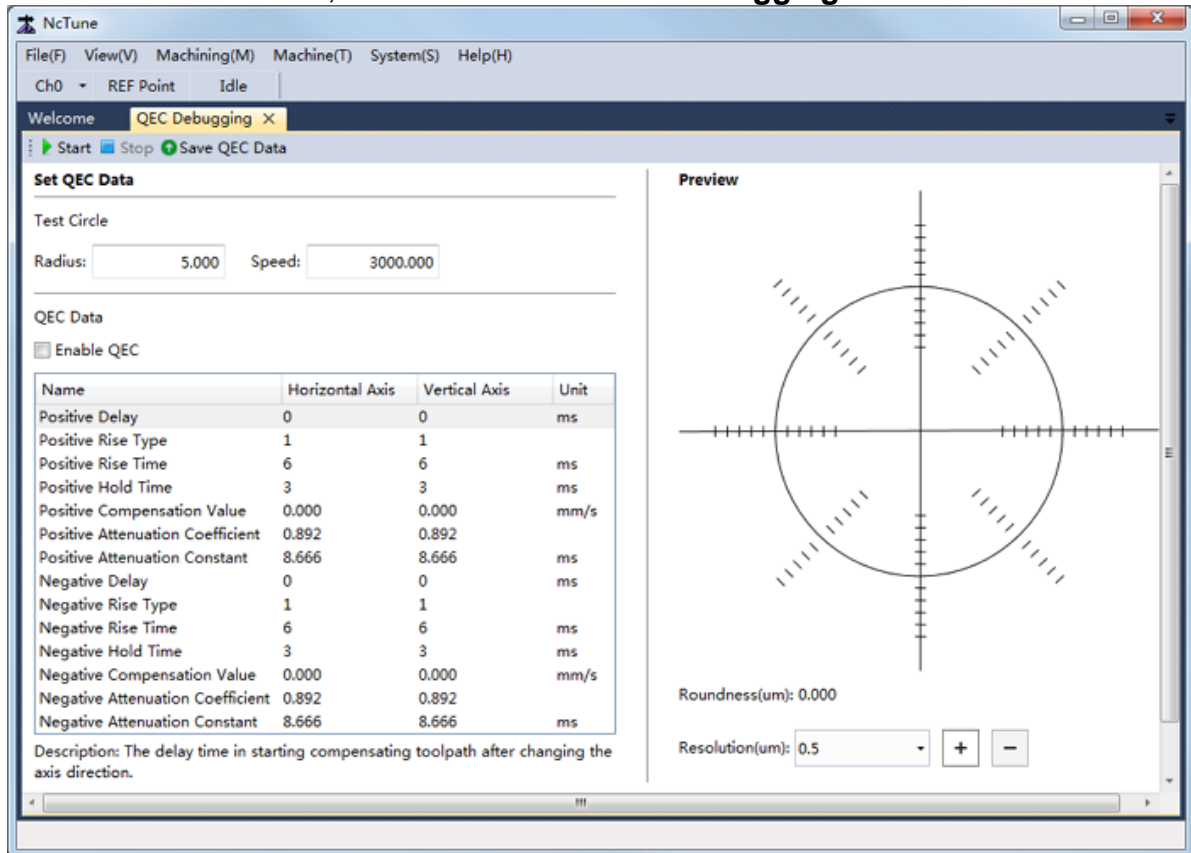 NcTune
File(F) View(V) Machining(M) Machine(T) System(S) Help(H)
Ch0 REF Point Idle
Welcome QEC Debugging
Start Stop Save QEC Data
Set QEC Data
Test Circle
Radius: 5.000 Speed: 3000.000
QEC Data
Enable QEC
Name Horizontal Axis Vertical Axis Unit
Positive Delay 0 0 ms
Positive Rise Type 1 1
Positive Rise Time 6 6 ms
Positive Hold Time 3 3 ms
Positive Compensation Value 0.000 0.000 mm/s
Positive Attenuation Coefficient 0.892 0.892
Positive Attenuation Constant 8.666 8.666 ms
Negative Delay 0 0 ms
Negative Rise Type 1 1
Negative Rise Time 6 6 ms
Negative Hold Time 3 3 ms
Negative Compensation Value 0.000 0.000 mm/s
Negative Attenuation Coefficient 0.892 0.892
Negative Attenuation Constant 8.666 8.666 ms
Description: The delay time in starting compensating toolpath after changing the
axis direction.
Preview
Roundness(um): 0.000
Resolution(um): 0.5 + −